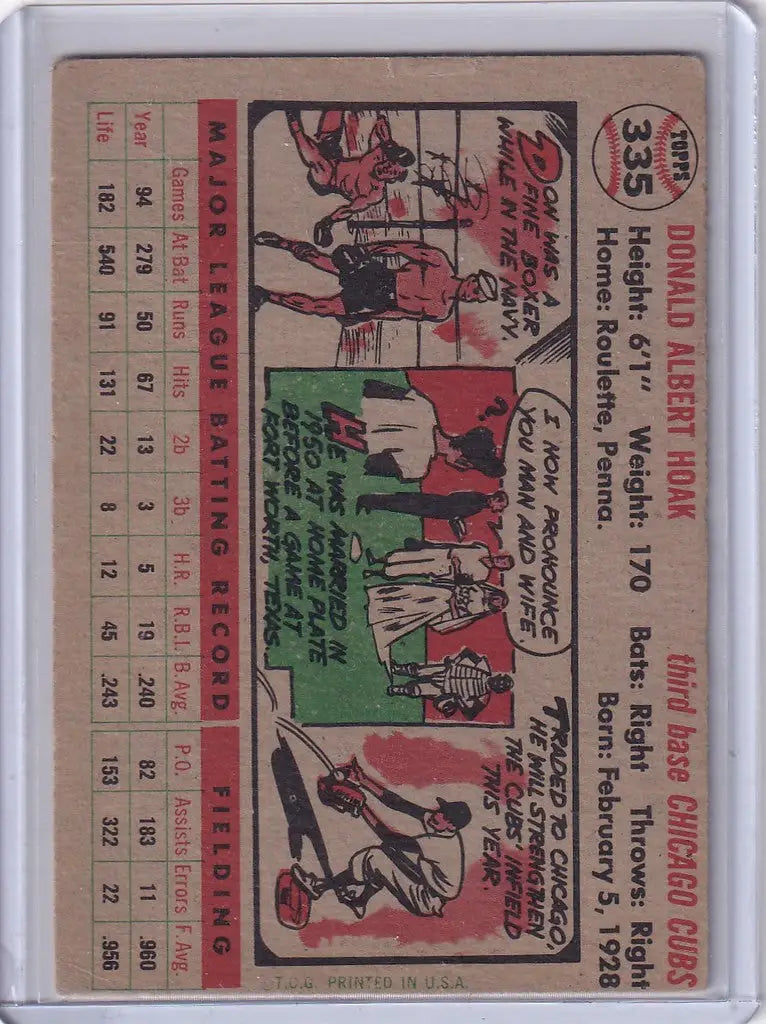 TOPPS
335
DONALD ALBERT HOAK third base CHICAGO CUBS
Height: 6'1" Weight: 170 Bats: Right Throws: Right
Home: Roulette, Penna. Born: February 5, 1928
DON WAS A
FINE BOXER
WHILE IN THE NAVY.
I NOW PRONOUNCE
YOU MAN AND WIFE.
?
HE WAS MARRIED IN
1950 AT HOME PLATE
BEFORE A GAME AT
FORT WORTH, TEXAS.
TRADED TO CHICAGO,
HE WILL STRENGTHEN
THE CUBS' INFIELD
THIS YEAR.
MAJOR LEAGUE BATTING RECORD FIELDING
Games At Bat Runs Hits 2b 3b H.R. R.B.I. B.Avg. P.O. Assists Errors F.Avg.
Year 94 279 50 67 13 3 5 19 .240 82 183 11 .960
Life 182 540 91 131 22 8 12 45 .243 153 322 22 .956
T.C.G. PRINTED IN U.S.A.